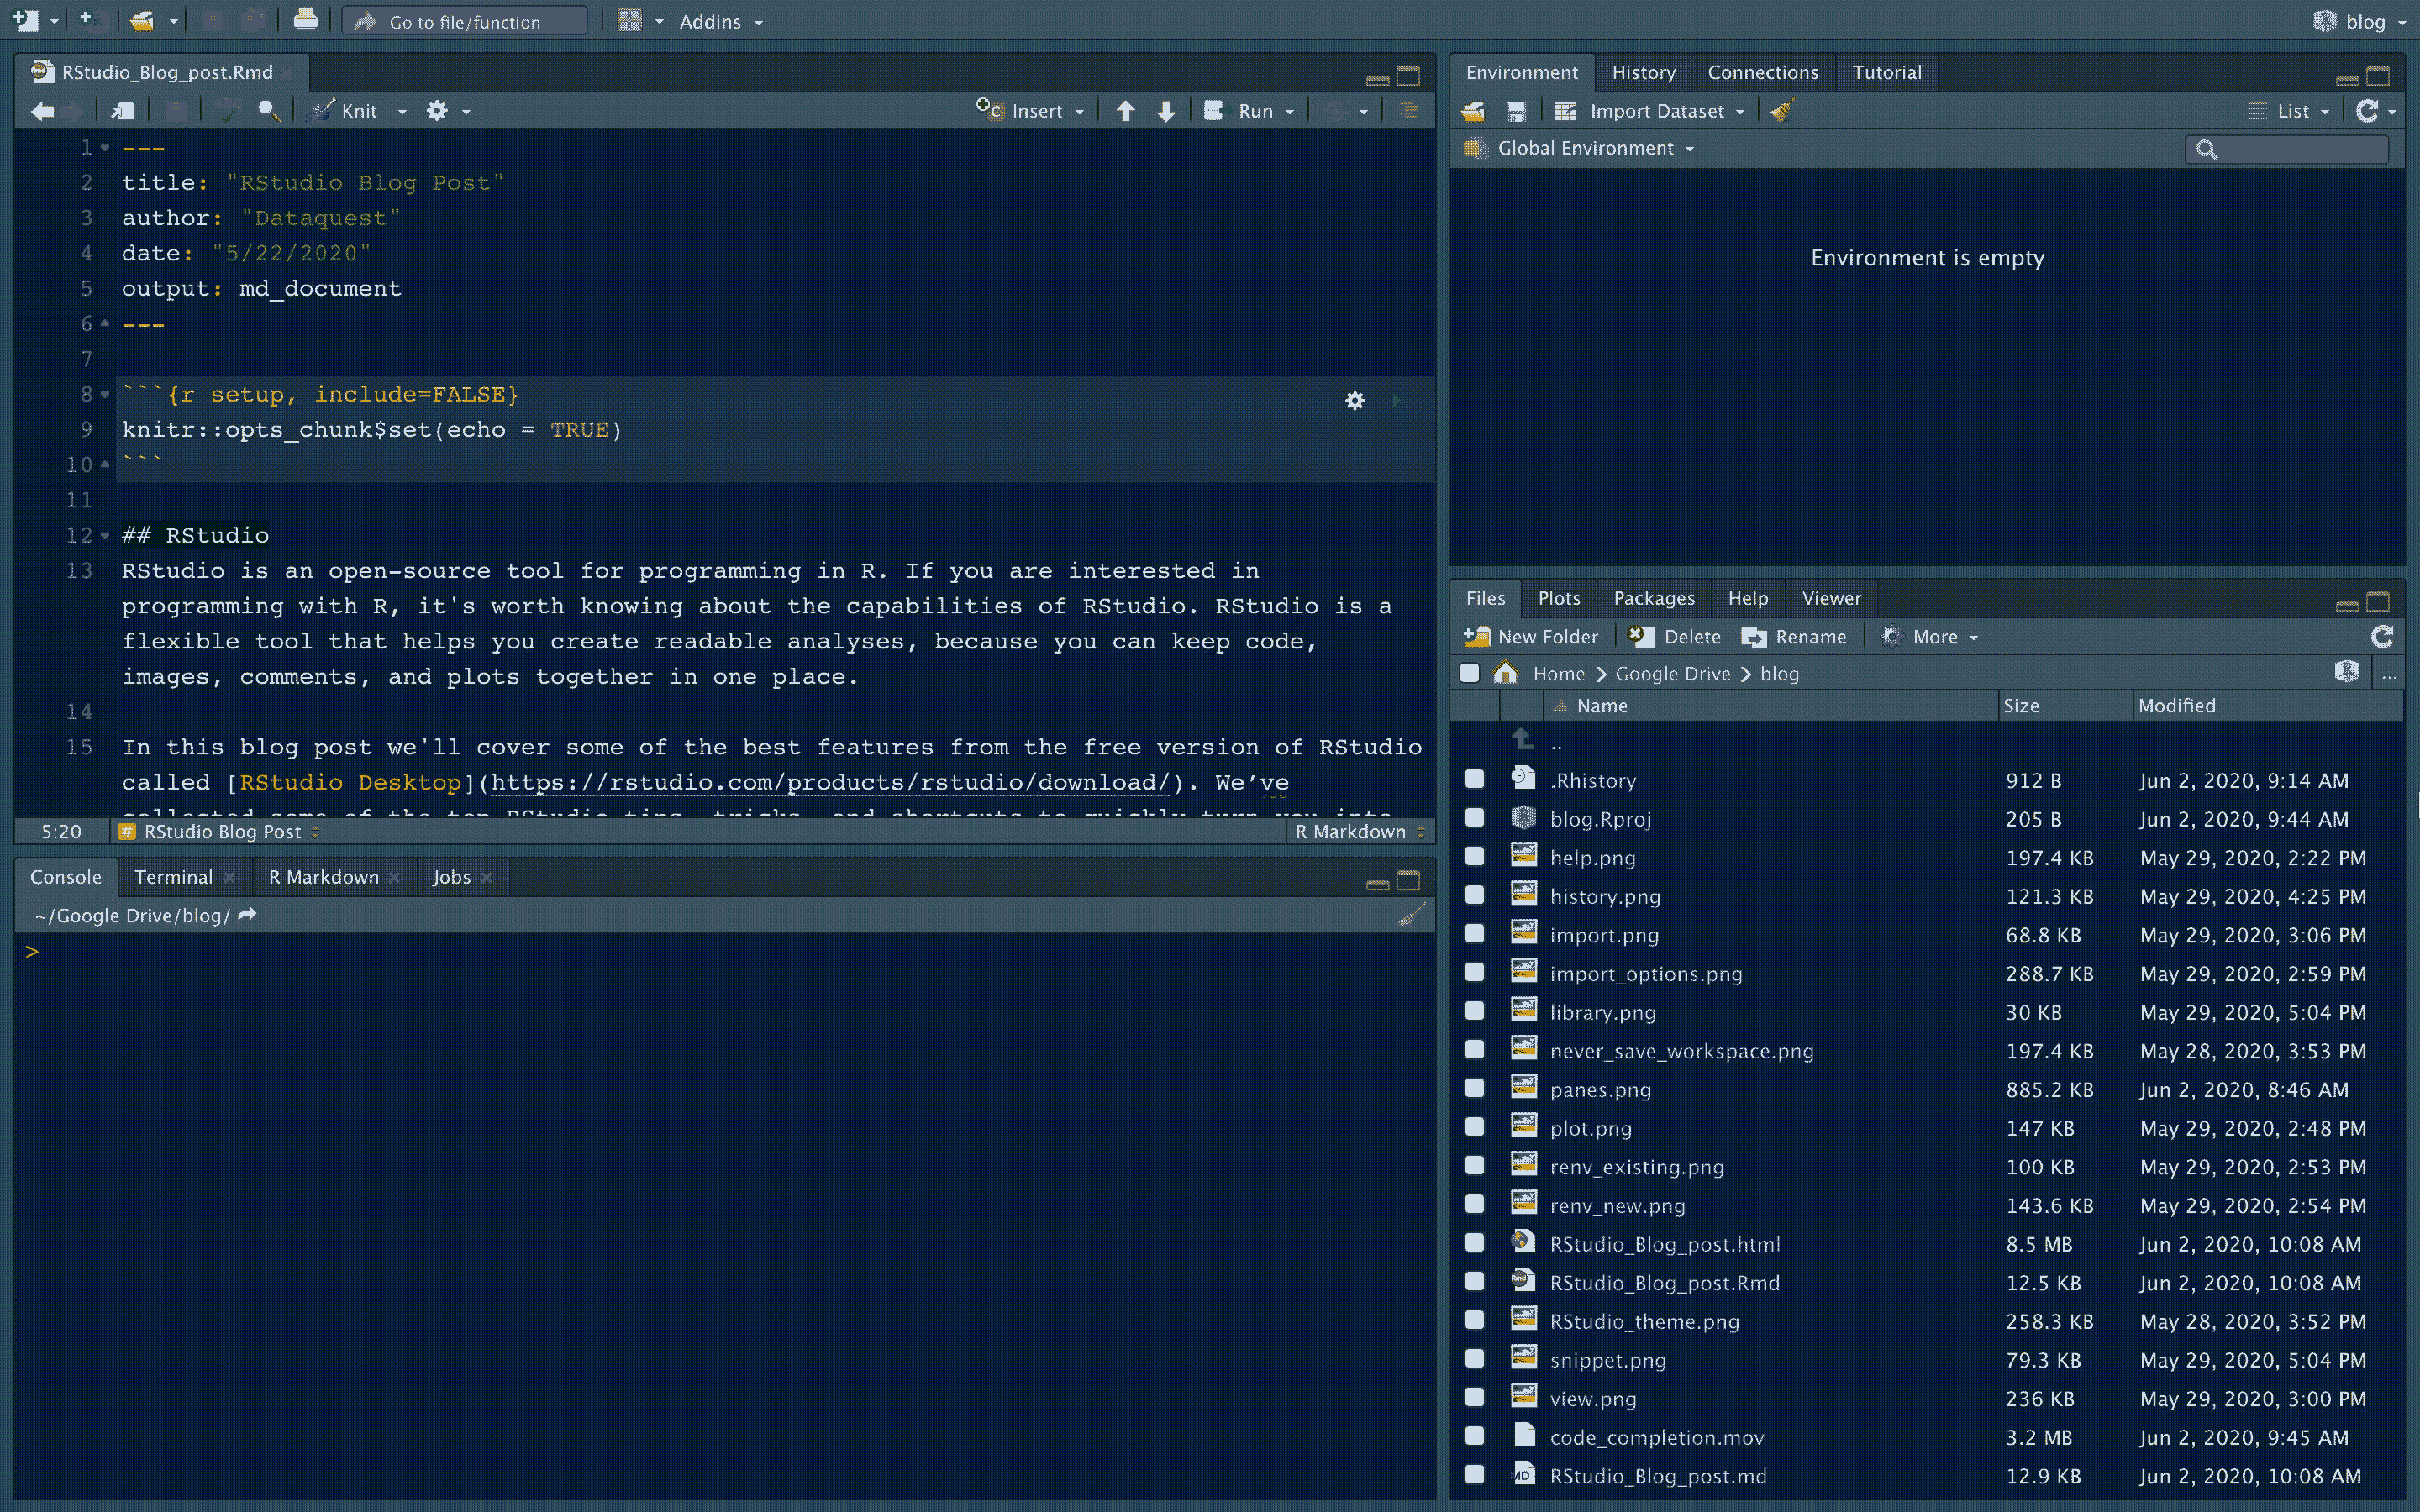 Go to file/function
Addins
blog
RStudio_Blog_post.Rmd
Knit
Insert
Run
1 ---
2 title: "RStudio Blog Post"
3 author: "Dataquest"
4 date: "5/22/2020"
5 output: md_document
6 ---
7
8 ```{r setup, include=FALSE}
9 knitr::opts_chunk$set(echo = TRUE)
10 ```
11
12 ## RStudio
13 RStudio is an open-source tool for programming in R. If you are interested in
programming with R, it's worth knowing about the capabilities of RStudio. RStudio is a
flexible tool that helps you create readable analyses, because you can keep code,
images, comments, and plots together in one place.
14
15 In this blog post we'll cover some of the best features from the free version of RStudio
called [RStudio Desktop](https://rstudio.com/products/rstudio/download/). We’ve
collected some of the top RStudio tips, tricks, and shortcuts to quickly turn you into
5:20 # RStudio Blog Post R Markdown
Console Terminal R Markdown Jobs
~/Google Drive/blog/
>
Environment History Connections Tutorial
Import Dataset List
Global Environment
Environment is empty
Files Plots Packages Help Viewer
New Folder Delete Rename More
Home Google Drive blog ...
Name Size Modified
..
.Rhistory 912 B Jun 2, 2020, 9:14 AM
blog.Rproj 205 B Jun 2, 2020, 9:44 AM
help.png 197.4 KB May 29, 2020, 2:22 PM
history.png 121.3 KB May 29, 2020, 4:25 PM
import.png 68.8 KB May 29, 2020, 3:06 PM
import_options.png 288.7 KB May 29, 2020, 2:59 PM
library.png 30 KB May 29, 2020, 5:04 PM
never_save_workspace.png 197.4 KB May 28, 2020, 3:53 PM
panes.png 885.2 KB Jun 2, 2020, 8:46 AM
plot.png 147 KB May 29, 2020, 2:48 PM
renv_existing.png 100 KB May 29, 2020, 2:53 PM
renv_new.png 143.6 KB May 29, 2020, 2:54 PM
RStudio_Blog_post.html 8.5 MB Jun 2, 2020, 10:08 AM
RStudio_Blog_post.Rmd 12.5 KB Jun 2, 2020, 10:08 AM
RStudio_theme.png 258.3 KB May 28, 2020, 3:52 PM
snippet.png 79.3 KB May 29, 2020, 5:04 PM
view.png 236 KB May 29, 2020, 3:00 PM
code_completion.mov 3.2 MB Jun 2, 2020, 9:45 AM
RStudio_Blog_post.md 12.9 KB Jun 2, 2020, 10:08 AM